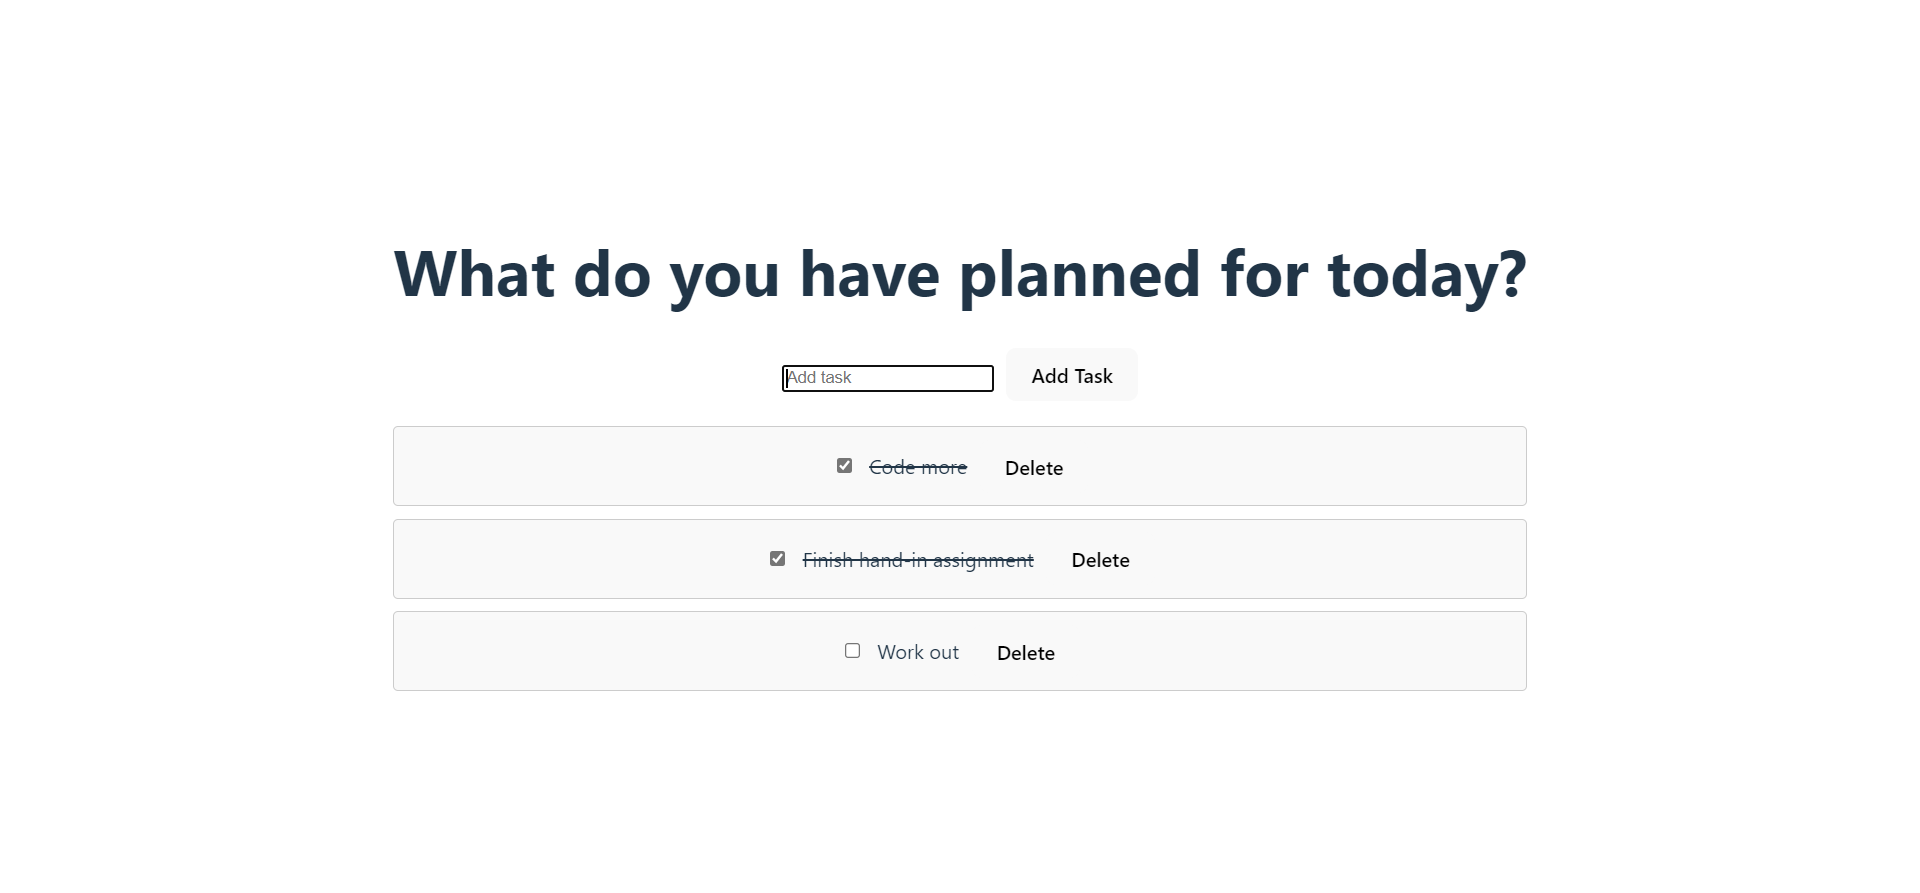 What do you have planned for today?
Add task Add Task
Code more Delete
Finish hand-in assignment Delete
Work out Delete